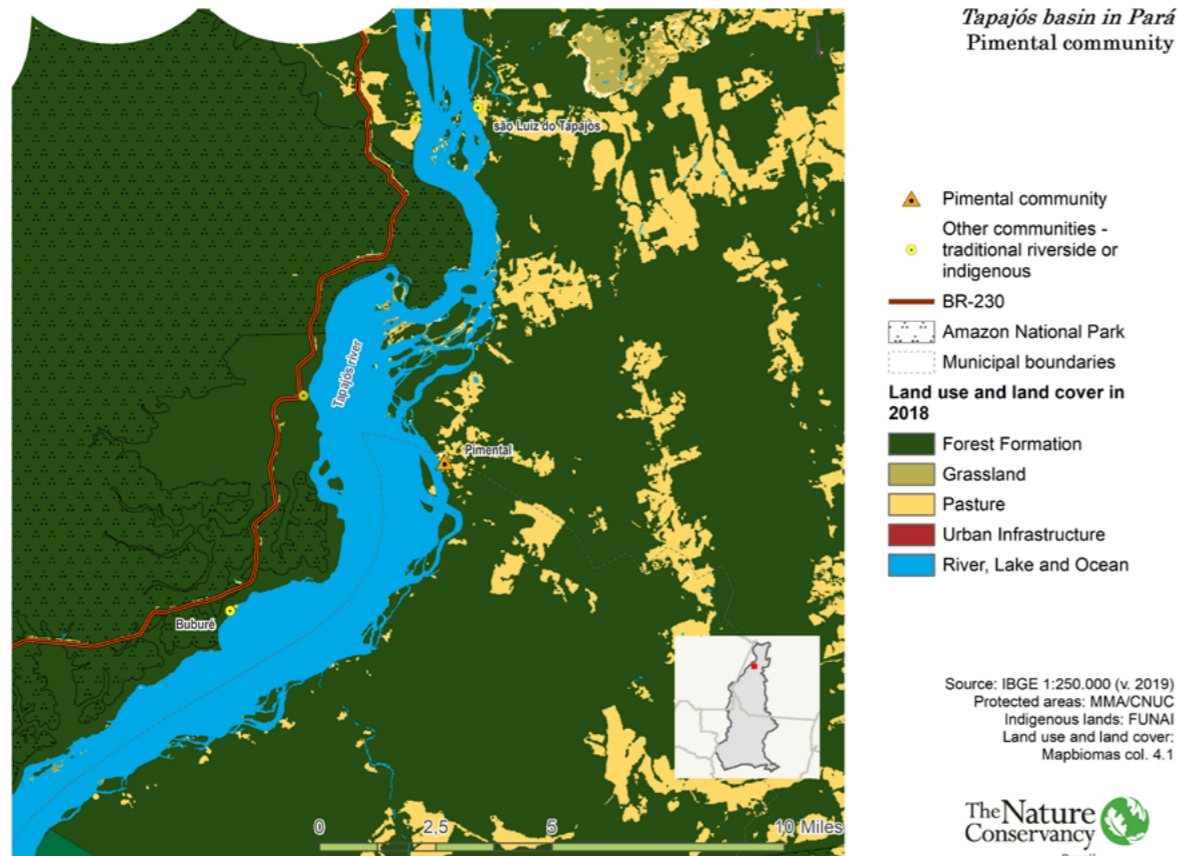 Tapajós basin in Pará
Pimental community
são Luiz do Tapajós
Tapajós river
Pimental
Buburé
0 2,5 5 10 Miles
Pimental community
Other communities -
traditional riverside or
indigenous
BR-230
Amazon National Park
Municipal boundaries
Land use and land cover in
2018
Forest Formation
Grassland
Pasture
Urban Infrastructure
River, Lake and Ocean
Source: IBGE 1:250.000 (v. 2019)
Protected areas: MMA/CNUC
Indigenous lands: FUNAI
Land use and land cover:
Mapbiomas col. 4.1
The Nature
Conservancy